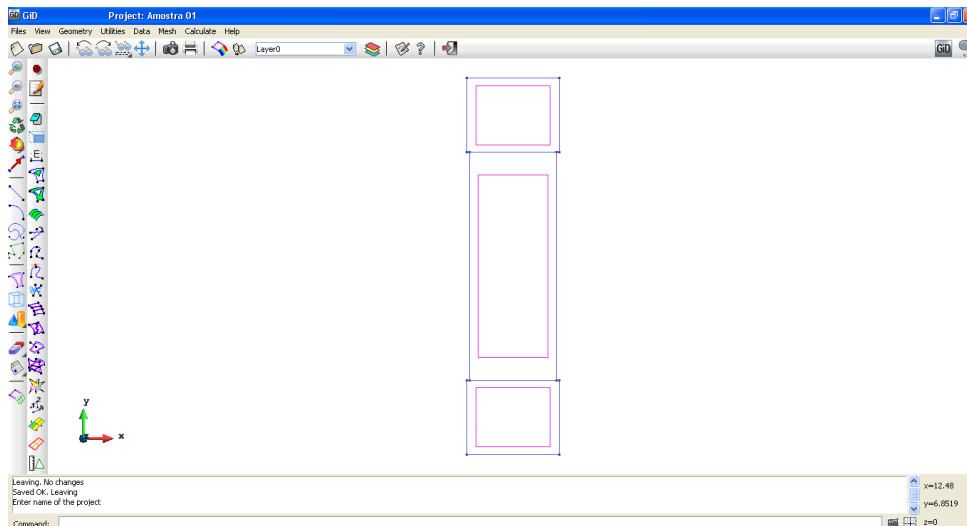 GiD Project: Amostra 01
Files View Geometry Utilities Data Mesh Calculate Help
Layer0
GiD
E
y
x
Leaving. No changes
Saved OK. Leaving
Enter name of the project
x=12.48
y=6.8519
z=0
Command: